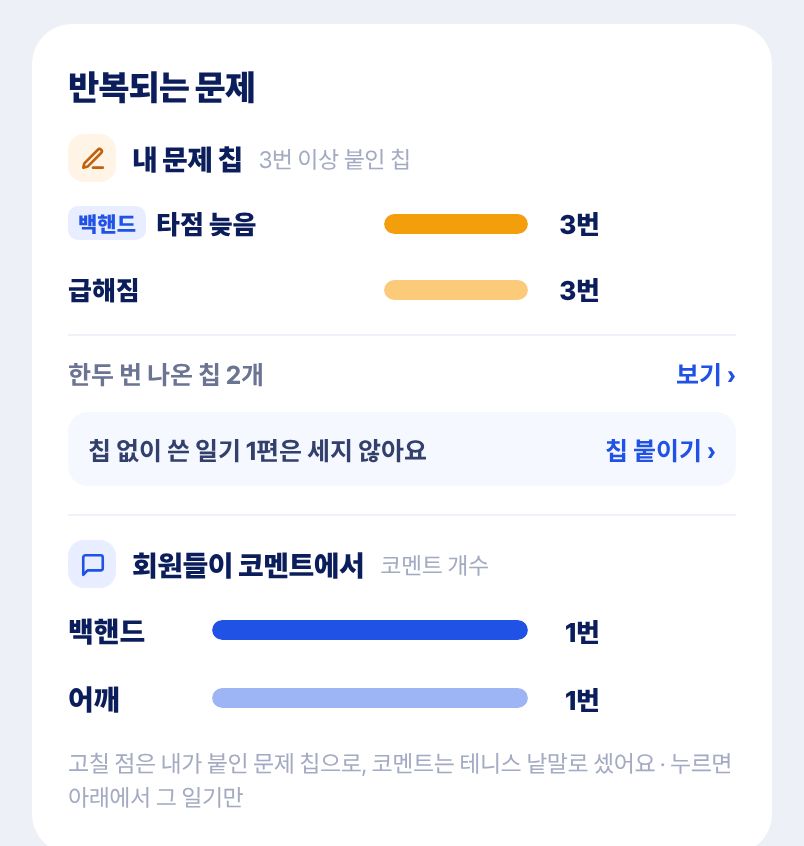 반복되는 문제
내 문제 칩 3번 이상 붙인 칩
백핸드 타점 늦음 3번
급해짐 3번
한두 번 나온 칩 2개 보기 ›
칩 없이 쓴 일기 1편은 세지 않아요 칩 붙이기 ›
회원들이 코멘트에서 코멘트 개수
백핸드 1번
어깨 1번
고칠 점은 내가 붙인 문제 칩으로, 코멘트는 테니스 낱말로 셌어요 · 누르면
아래에서 그 일기만